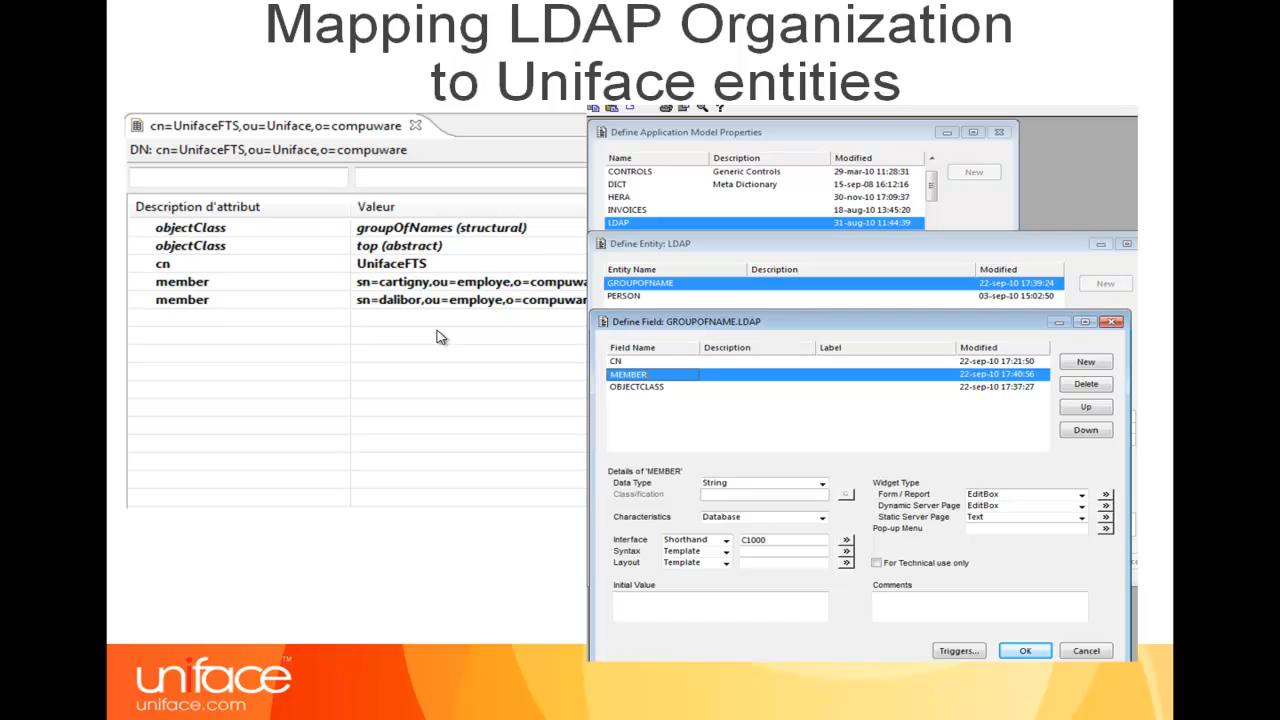 Mapping LDAP Organization
to Uniface entities
cn=UnifaceFTS,ou=Uniface,o=compuware
DN: cn=UnifaceFTS,ou=Uniface,o=compuware
Description d'attribut Valeur
objectClass groupOfNames (structural)
objectClass top (abstract)
cn UnifaceFTS
member sn=cartigny,ou=employe,o=compuwa
member sn=dalibor,ou=employe,o=compuwar
Define Application Model Properties
Name Description Modified
CONTROLS Generic Controls 29-mar-10 11:28:31
DICT Meta Dictionary 15-sep-08 16:12:16
HERA 30-nov-10 17:09:37
INVOICES 18-aug-10 13:45:20
LDAP 31-aug-10 11:44:39
New
Define Entity: LDAP
Entity Name Description Modified
GROUPOFNAME 22-sep-10 17:39:24
PERSON 03-sep-10 15:02:50
New
Define Field: GROUPOFNAME.LDAP
Field Name Description Label Modified
CN 22-sep-10 17:21:50
MEMBER 22-sep-10 17:40:56
OBJECTCLASS 22-sep-10 17:37:27
New
Delete
Up
Down
Details of 'MEMBER'
Data Type String
Classification
Characteristics Database
Interface Shorthand C1000
Syntax Template
Layout Template
Initial Value
Widget Type
Form / Report EditBox
Dynamic Server Page EditBox
Static Server Page Text
Pop-up Menu
For Technical use only
Comments
Triggers... OK Cancel
uniface™
uniface.com